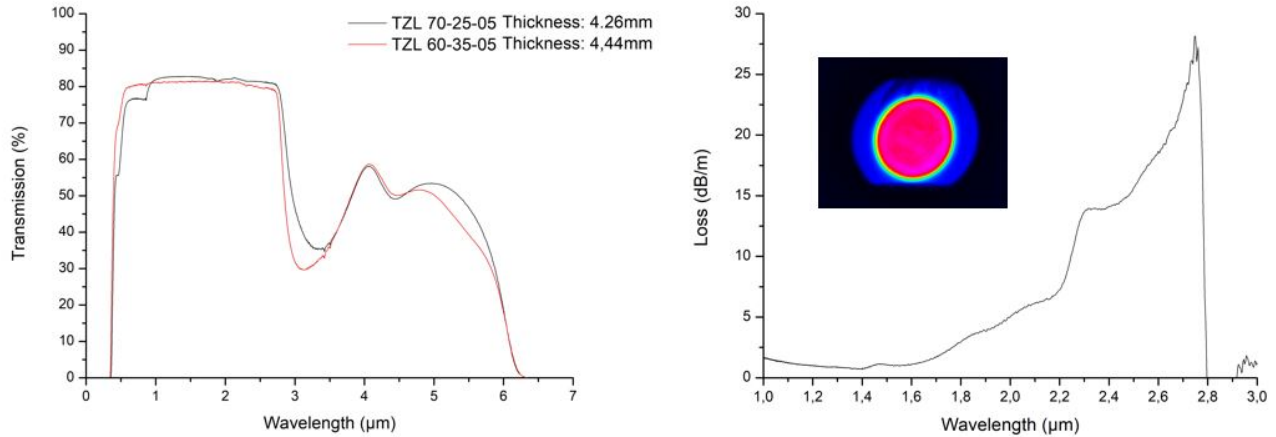 TZL 70-25-05 Thickness: 4.26mm
TZL 60-35-05 Thickness: 4,44mm
100
90
80
70
60
50
40
30
20
10
0
Transmission (%)
0 1 2 3 4 5 6 7
Wavelength (µm)
30
25
20
15
10
5
0
Loss (dB/m)
1,0 1,2 1,4 1,6 1,8 2,0 2,2 2,4 2,6 2,8 3,0
Wavelength (µm)